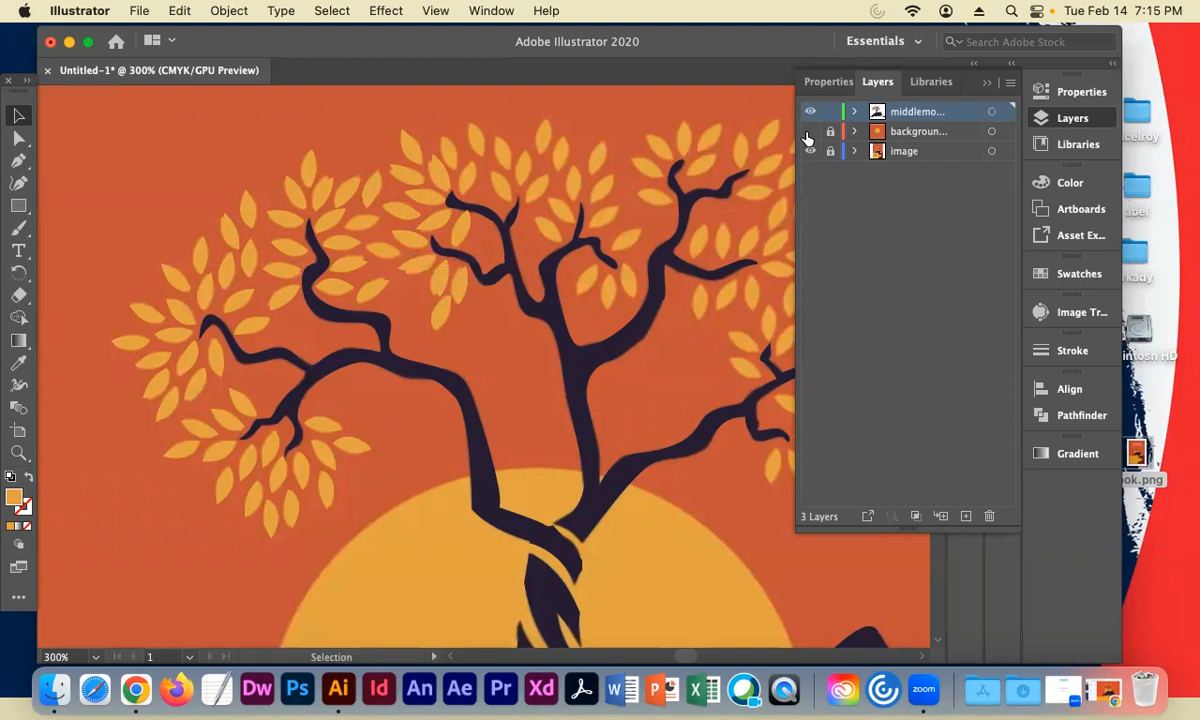 Illustrator File Edit Object Type Select Effect View Window Help Tue Feb 14 7:15 PM
Adobe Illustrator 2020 Essentials Search Adobe Stock
Untitled-1* @ 300% (CMYK/GPU Preview)
Properties Layers Libraries
middlemo...
backgroun...
image
Properties
Layers
Libraries
Color
Artboards
Asset Ex...
Swatches
Image Tr...
Stroke
Align
Pathfinder
Gradient
3 Layers
ook.png
300% 1 Selection
Dw Ps Ai Id An Ae Pr Xd W P X zoom